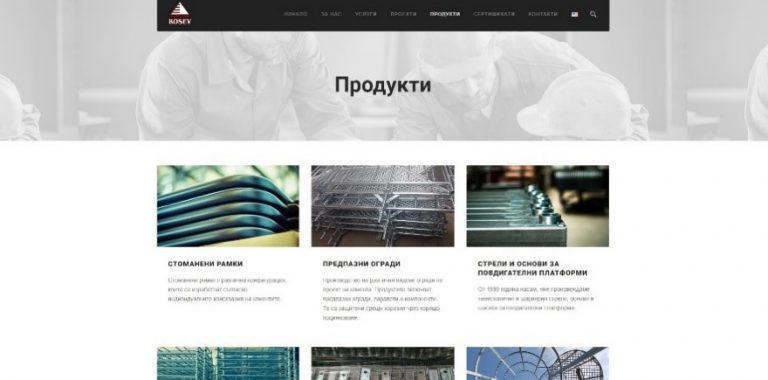 KOSEV
НАЧАЛО ЗА НАС УСЛУГИ ПРОЕКТИ ПРОДУКТИ СЕРТИФИКАТИ КОНТАКТИ
Продукти
СТОМАНЕНИ РАМКИ
Стоманени рамки с различна конфигурация,
които се изработват съгласно
индивидуалните изисквания на клиентите.
ПРЕДПАЗНИ ОГРАДИ
Производство на различни видове огради по
проект на клиента. Продуктите включват
предпазни огради, парапети и компоненти.
Те са защитени срещу корозия чрез горещо
поцинковане.
СТРЕЛИ И ОСНОВИ ЗА
ПОВДИГАТЕЛНИ ПЛАТФОРМИ
От 1999 година насам, ние произвеждаме
телескопични и шарнирни стрели, основи и
шасита за повдигателни платформи.